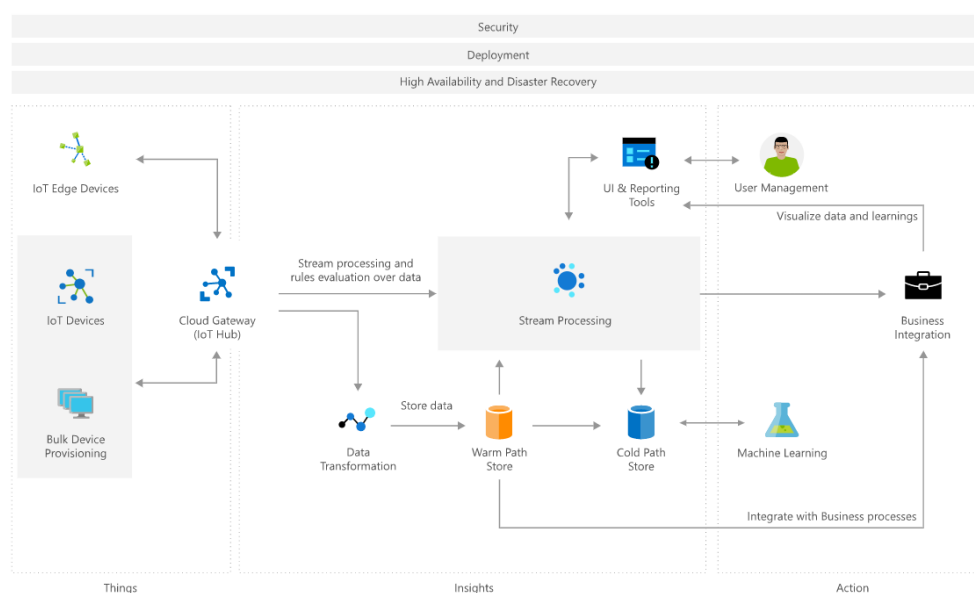 Security
Deployment
High Availability and Disaster Recovery
IoT Edge Devices
IoT Devices
Bulk Device
Provisioning
Cloud Gateway
(IoT Hub)
Stream processing and
rules evaluation over data
UI & Reporting
Tools
User Management
Visualize data and learnings
Stream Processing
Business
Integration
Store data
Data
Transformation
Warm Path
Store
Cold Path
Store
Machine Learning
Integrate with Business processes
Things
Insights
Action